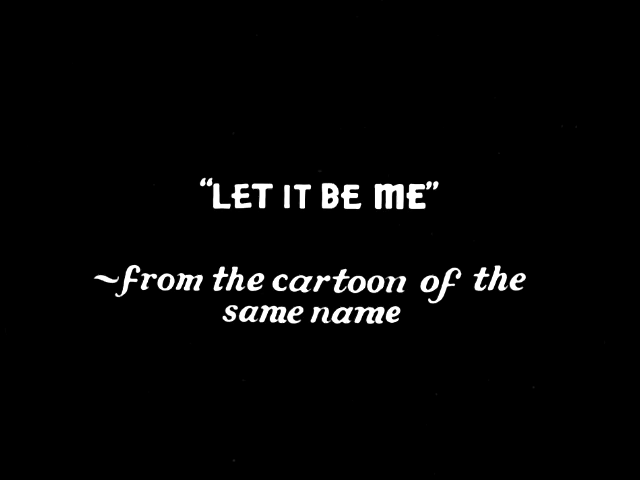 “LET IT BE ME”
~from the cartoon of the
same name